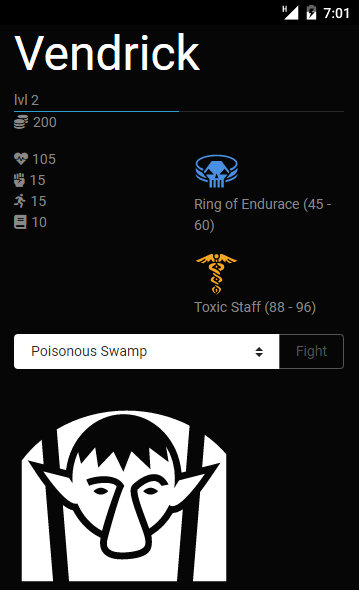 H 7:01
Vendrick
lvl 2
200
105
15
15
10
Ring of Endurace (45 -
60)
Toxic Staff (88 - 96)
Poisonous Swamp Fight